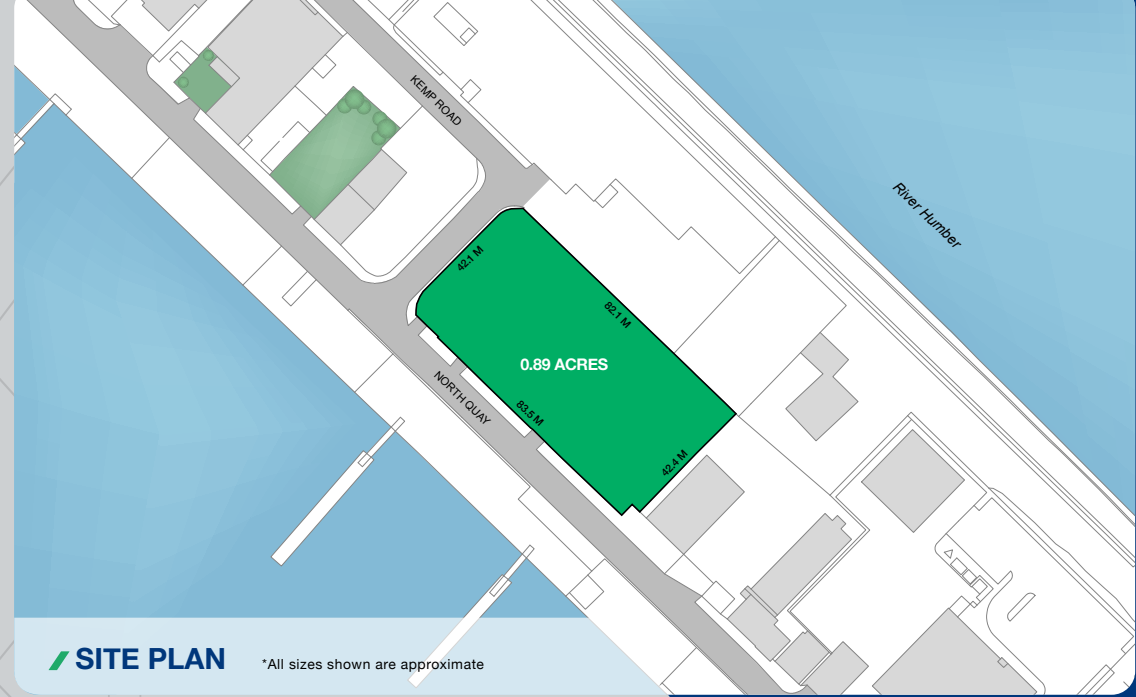 KEMP ROAD
River Humber
42.1 M
82.1 M
0.89 ACRES
NORTH QUAY
83.5 M
42.4 M
SITE PLAN
*All sizes shown are approximate